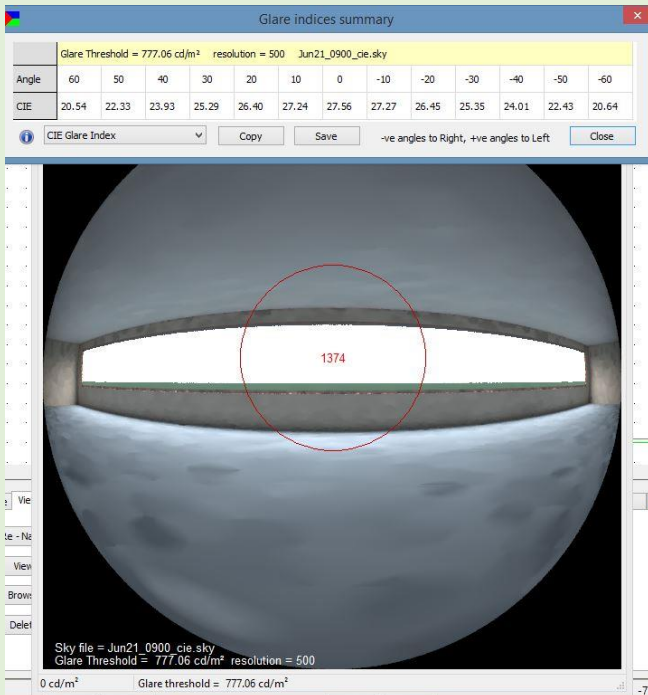 Glare indices summary
Glare Threshold = 777.06 cd/m² resolution = 500 Jun21_0900_cie.sky
Angle 60 50 40 30 20 10 0 -10 -20 -30 -40 -50 -60
CIE 20.54 22.33 23.93 25.29 26.40 27.24 27.56 27.27 26.45 25.35 24.01 22.43 20.64
CIE Glare Index Copy Save -ve angles to Right, +ve angles to Left Close
1374
Vie
Re - Na
View
Brows
Delet
Sky file = Jun21_0900_cie.sky
Glare Threshold = 777.06 cd/m² resolution = 500
0 cd/m² Glare threshold = 777.06 cd/m²
-7